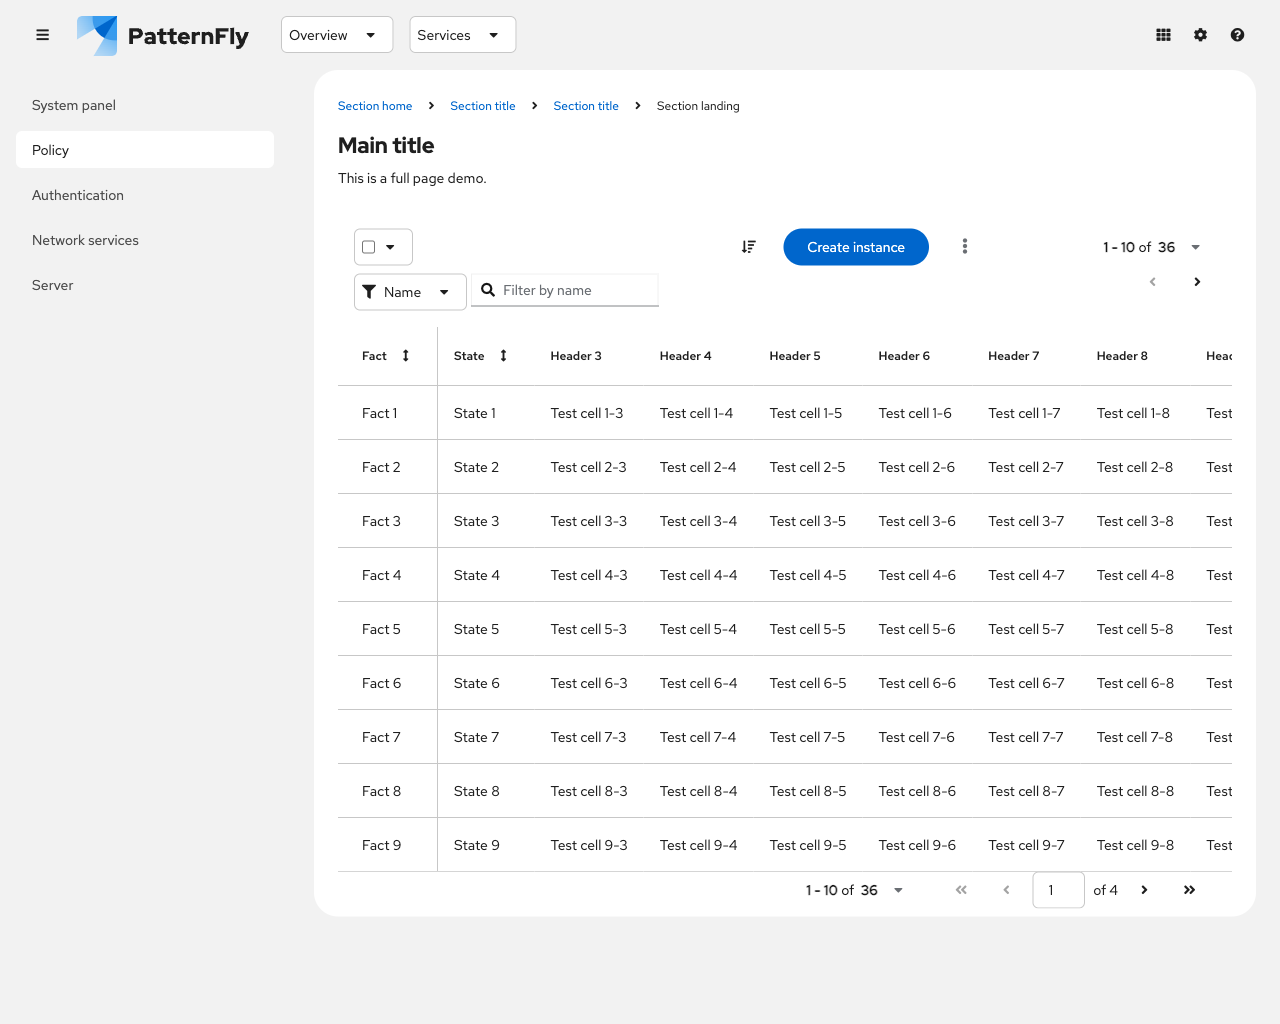 PatternFly Overview Services
System panel
Policy
Authentication
Network services
Server
Section home Section title Section title Section landing
Main title
This is a full page demo.
Create instance 1 - 10 of 36
Name Filter by name
Fact State Header 3 Header 4 Header 5 Header 6 Header 7 Header 8 Head
Fact 1 State 1 Test cell 1-3 Test cell 1-4 Test cell 1-5 Test cell 1-6 Test cell 1-7 Test cell 1-8 Test
Fact 2 State 2 Test cell 2-3 Test cell 2-4 Test cell 2-5 Test cell 2-6 Test cell 2-7 Test cell 2-8 Test
Fact 3 State 3 Test cell 3-3 Test cell 3-4 Test cell 3-5 Test cell 3-6 Test cell 3-7 Test cell 3-8 Test
Fact 4 State 4 Test cell 4-3 Test cell 4-4 Test cell 4-5 Test cell 4-6 Test cell 4-7 Test cell 4-8 Test
Fact 5 State 5 Test cell 5-3 Test cell 5-4 Test cell 5-5 Test cell 5-6 Test cell 5-7 Test cell 5-8 Test
Fact 6 State 6 Test cell 6-3 Test cell 6-4 Test cell 6-5 Test cell 6-6 Test cell 6-7 Test cell 6-8 Test
Fact 7 State 7 Test cell 7-3 Test cell 7-4 Test cell 7-5 Test cell 7-6 Test cell 7-7 Test cell 7-8 Test
Fact 8 State 8 Test cell 8-3 Test cell 8-4 Test cell 8-5 Test cell 8-6 Test cell 8-7 Test cell 8-8 Test
Fact 9 State 9 Test cell 9-3 Test cell 9-4 Test cell 9-5 Test cell 9-6 Test cell 9-7 Test cell 9-8 Test
1 - 10 of 36 1 of 4